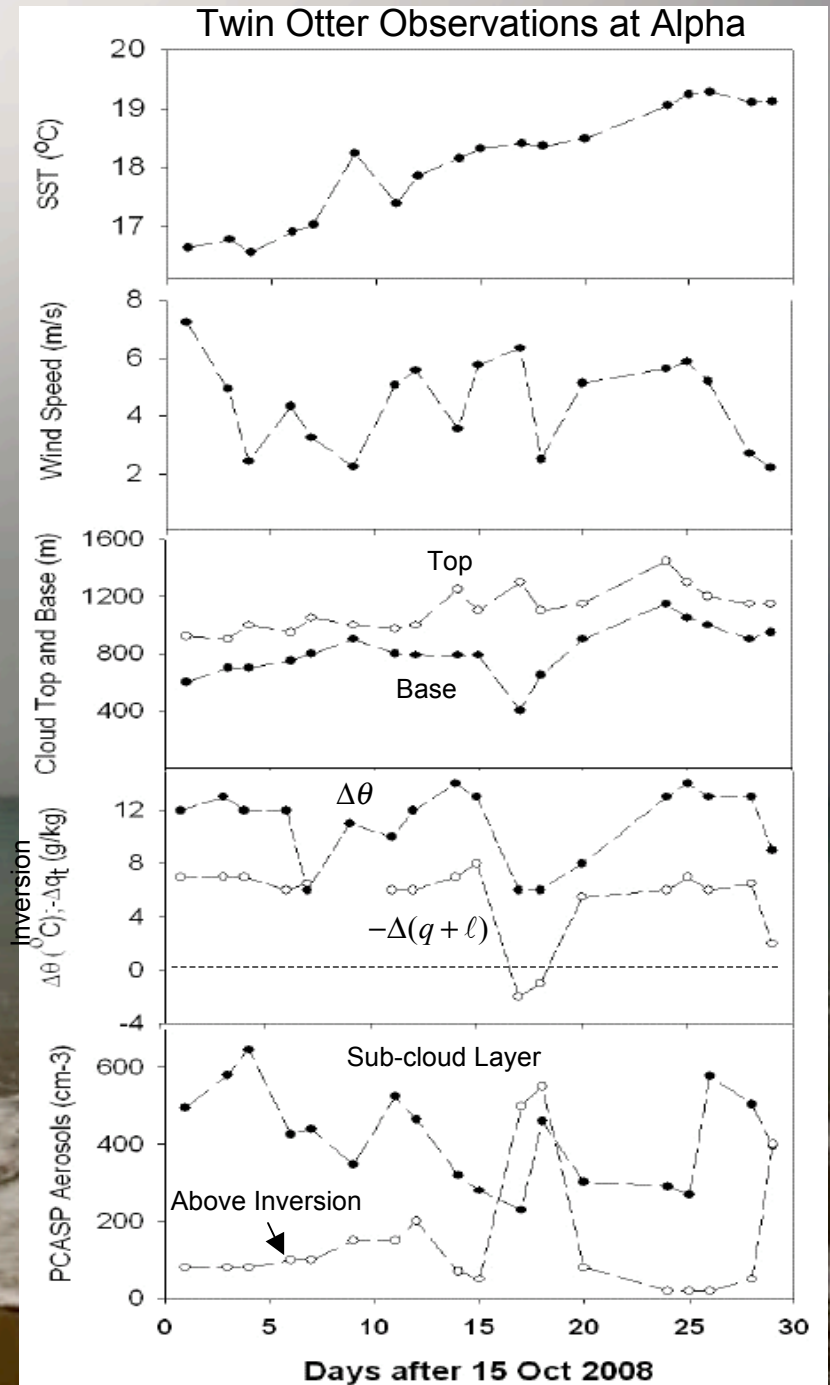 Twin Otter Observations at Alpha
SST (ºC)
20
19
18
17
Wind Speed (m/s)
8
6
4
2
Cloud Top and Base (m)
1600
1200
800
400
Top
Base
Inversion
Δθ (ºC);-Δqt (g/kg)
12
8
4
0
-4
Δθ
−Δ(q + ℓ)
PCASP Aerosols (cm-3)
600
400
200
0
Sub-cloud Layer
Above Inversion
0 5 10 15 20 25 30
Days after 15 Oct 2008